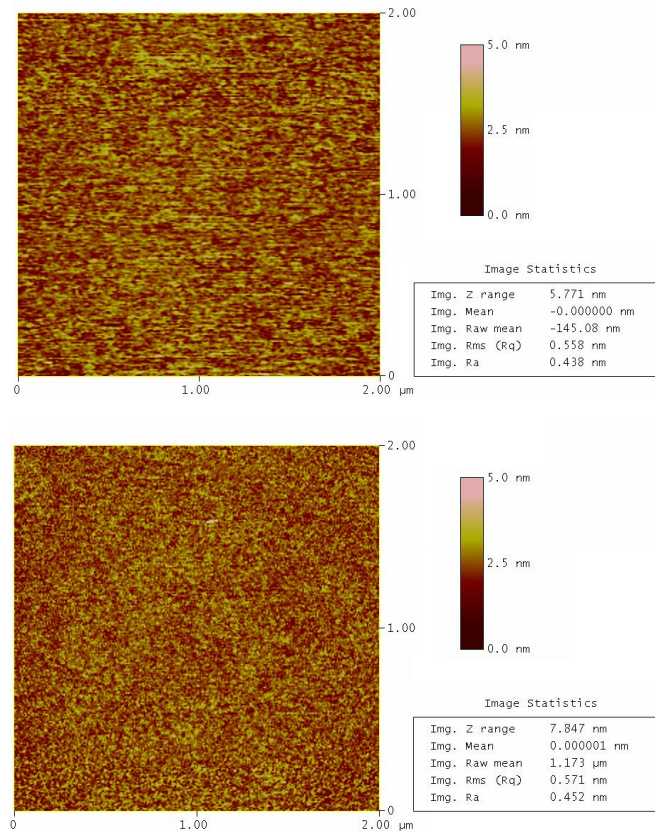 2.00
5.0 nm
2.5 nm
1.00
0.0 nm
Image Statistics
Img. Z range 5.771 nm
Img. Mean -0.000000 nm
Img. Raw mean -145.08 nm
Img. Rms (Rq) 0.558 nm
Img. Ra 0.438 nm
0
0 1.00 2.00 µm
2.00
5.0 nm
2.5 nm
1.00
0.0 nm
Image Statistics
Img. Z range 7.847 nm
Img. Mean 0.000001 nm
Img. Raw mean 1.173 µm
Img. Rms (Rq) 0.571 nm
Img. Ra 0.452 nm
0
0 1.00 2.00 µm